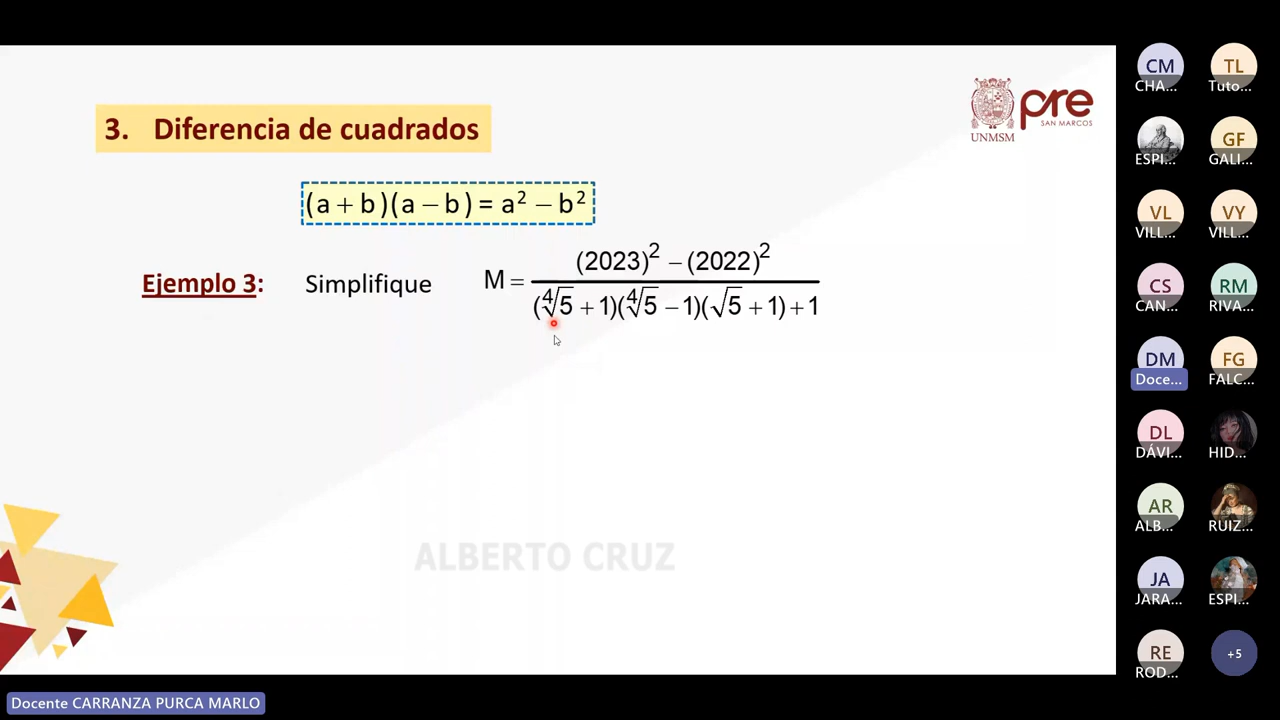 3. Diferencia de cuadrados
UNMSM
pre
SAN MARCOS
(a + b)(a − b) = a² − b²
Ejemplo 3: Simplifique M = ((2023)² − (2022)²) / ((∜5 + 1)(∜5 − 1)(√5 + 1) + 1)
ALBERTO CRUZ
CM TL
CHA... Tuto...
GF
ESPI... GALI...
VL VY
VILL... VILL...
CS RM
CAN... RIVA...
DM FG
Doce... FALC...
DL
DÁVI... HID...
AR
ALB... RUIZ...
JA
JARA... ESPI...
RE +5
ROD...
Docente CARRANZA PURCA MARLO